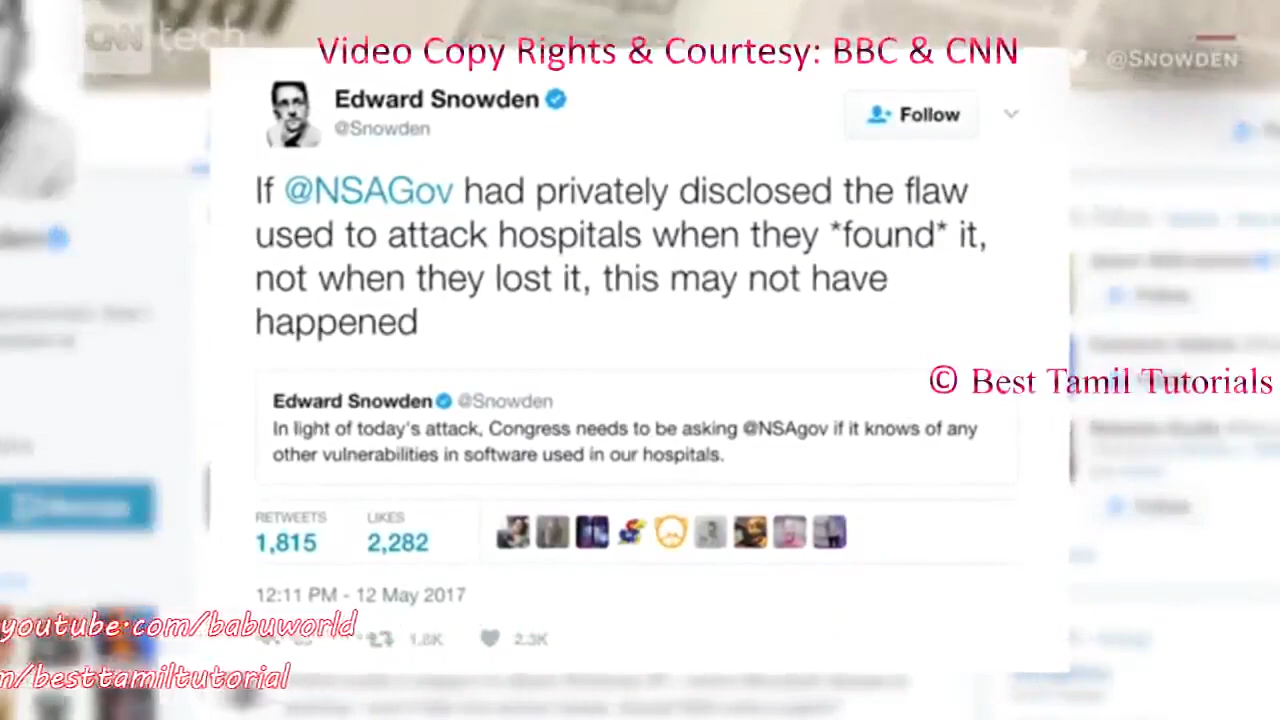 CNN tech
Video Copy Rights & Courtesy: BBC & CNN
@SNOWDEN
Edward Snowden
@Snowden
Follow
If @NSAGov had privately disclosed the flaw
used to attack hospitals when they *found* it,
not when they lost it, this may not have
happened
© Best Tamil Tutorials
Edward Snowden @Snowden
In light of today's attack, Congress needs to be asking @NSAgov if it knows of any
other vulnerabilities in software used in our hospitals.
RETWEETS LIKES
1,815 2,282
12:11 PM - 12 May 2017
youtube.com/babuworld
1.8K 2.3K
m/besttamiltutorial